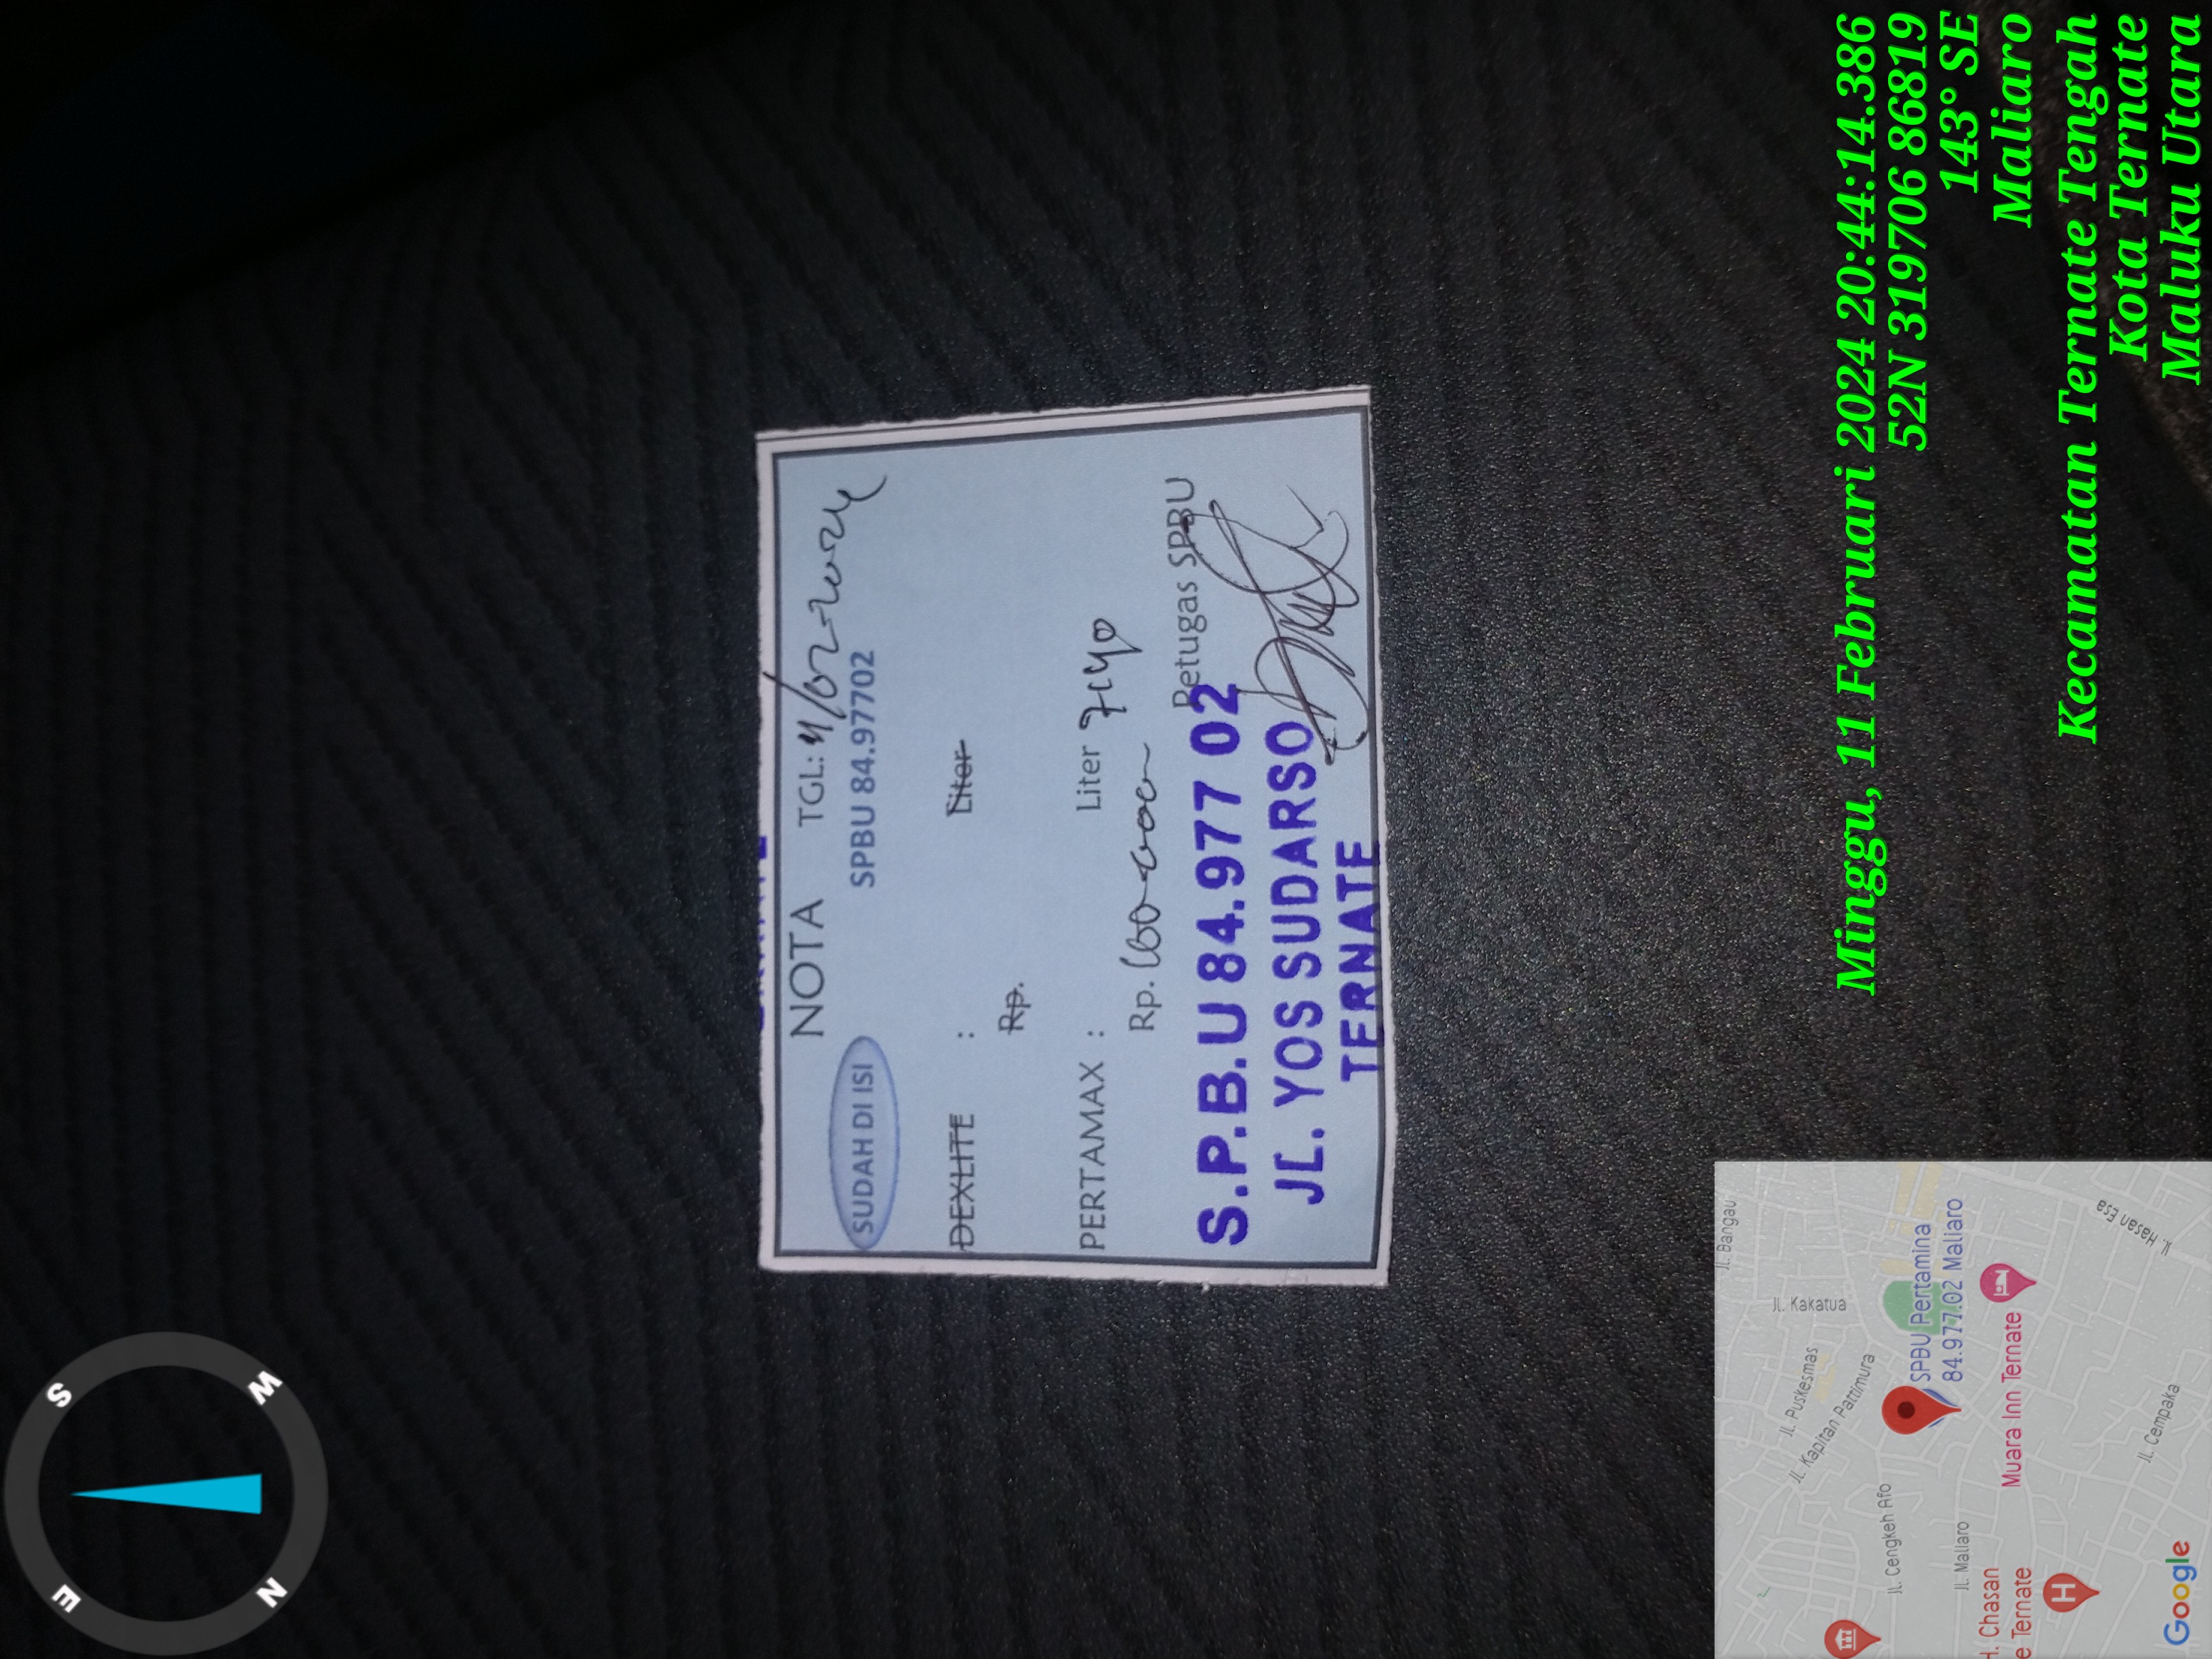 NOTA TGL: 11/02-2024
SUDAH DI ISI SPBU 84.97702
DEXLITE : Liter
Rp.
PERTAMAX : Liter
Rp.
Petugas SPBU
S.P.B.U 84.977 02
JL. YOS SUDARSO
TERNATE
Minggu, 11 Februari 2024 20:44:14.386
52N 319706 86819
143° SE
Maliaro
Kecamatan Ternate Tengah
Kota Ternate
Maluku Utara
S
W
E
N
Jl. Bangau
Jl. Kakatua
Jl. Puskesmas
Jl. Kapitan Pattimura
SPBU Pertamina
84.977.02 Maliaro
Muara Inn Ternate
Jl. Hasan Esa
Jl. Cengkeh Afo
Jl. Maliaro
Jl. Cempaka
H. Chasan
e Ternate
H
Google